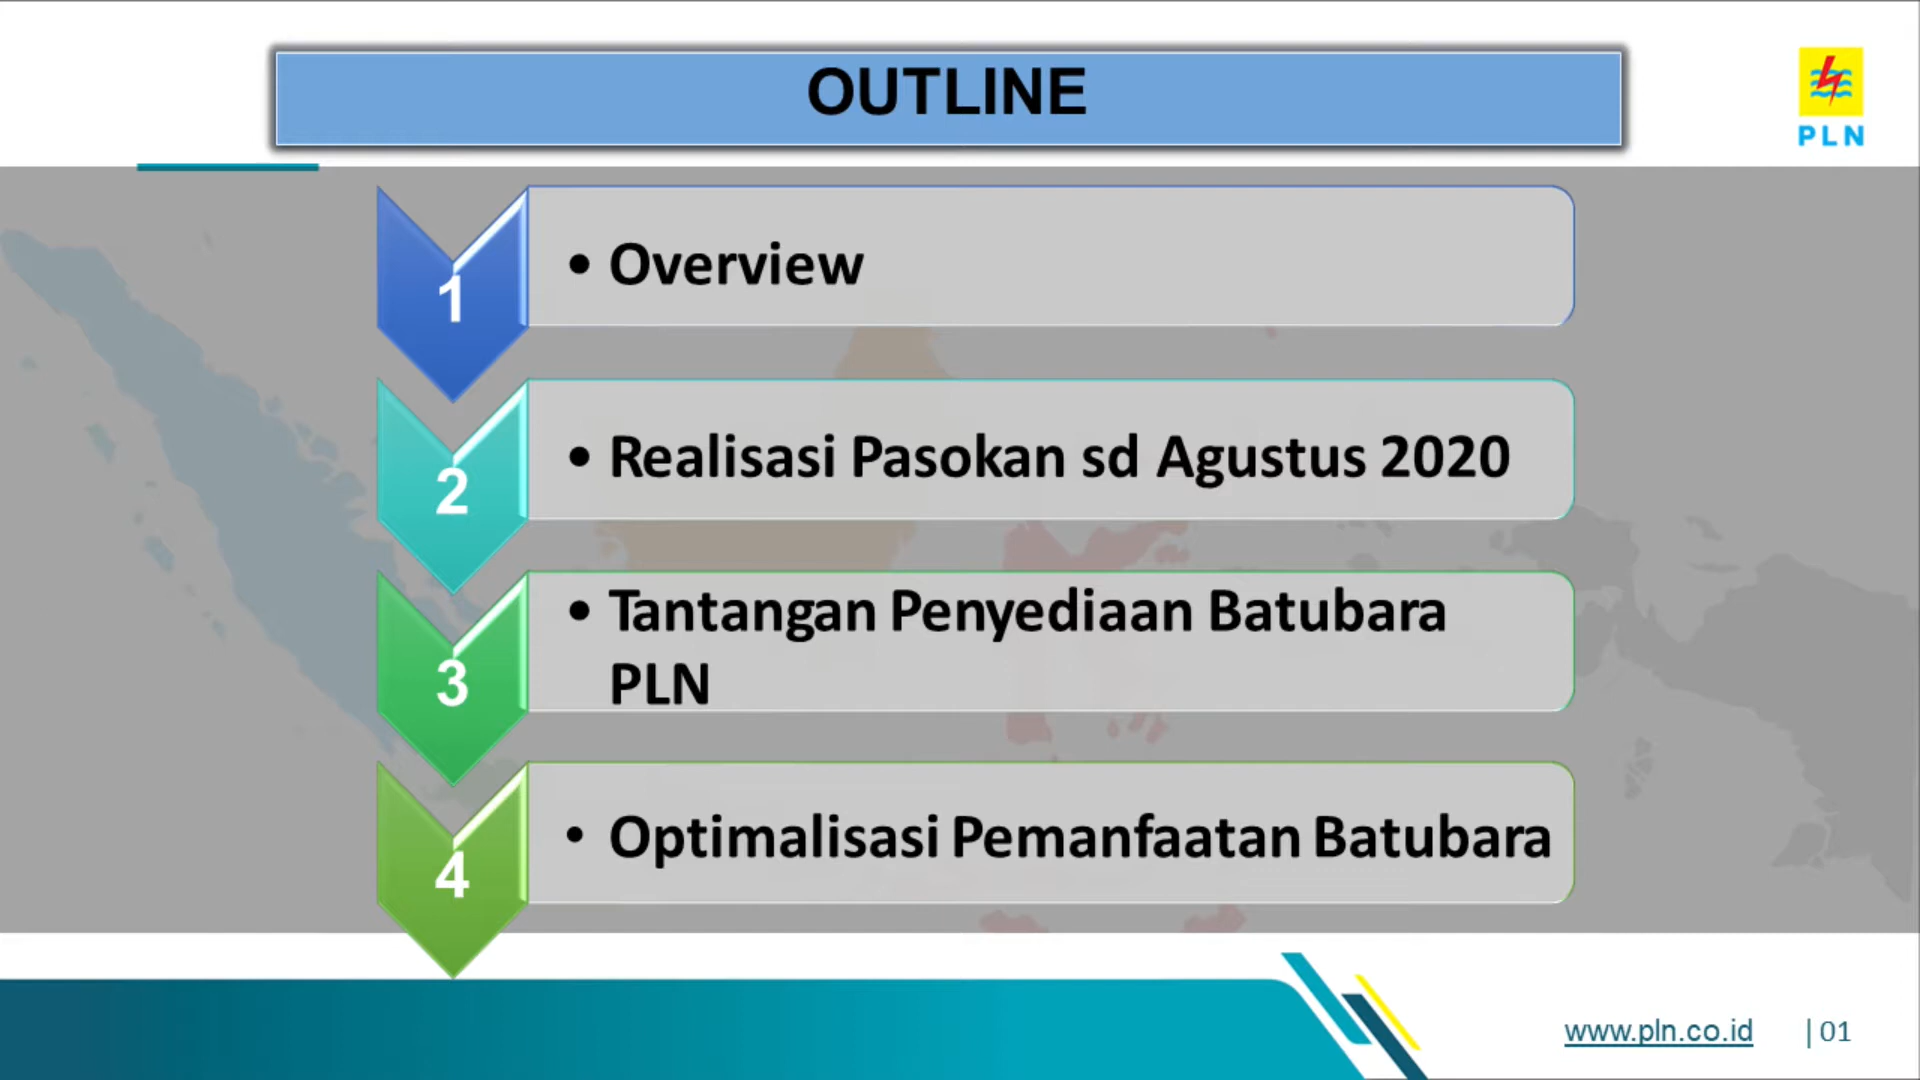 OUTLINE
PLN
1
• Overview
2
• Realisasi Pasokan sd Agustus 2020
3
• Tantangan Penyediaan Batubara
PLN
4
• Optimalisasi Pemanfaatan Batubara
www.pln.co.id | 01